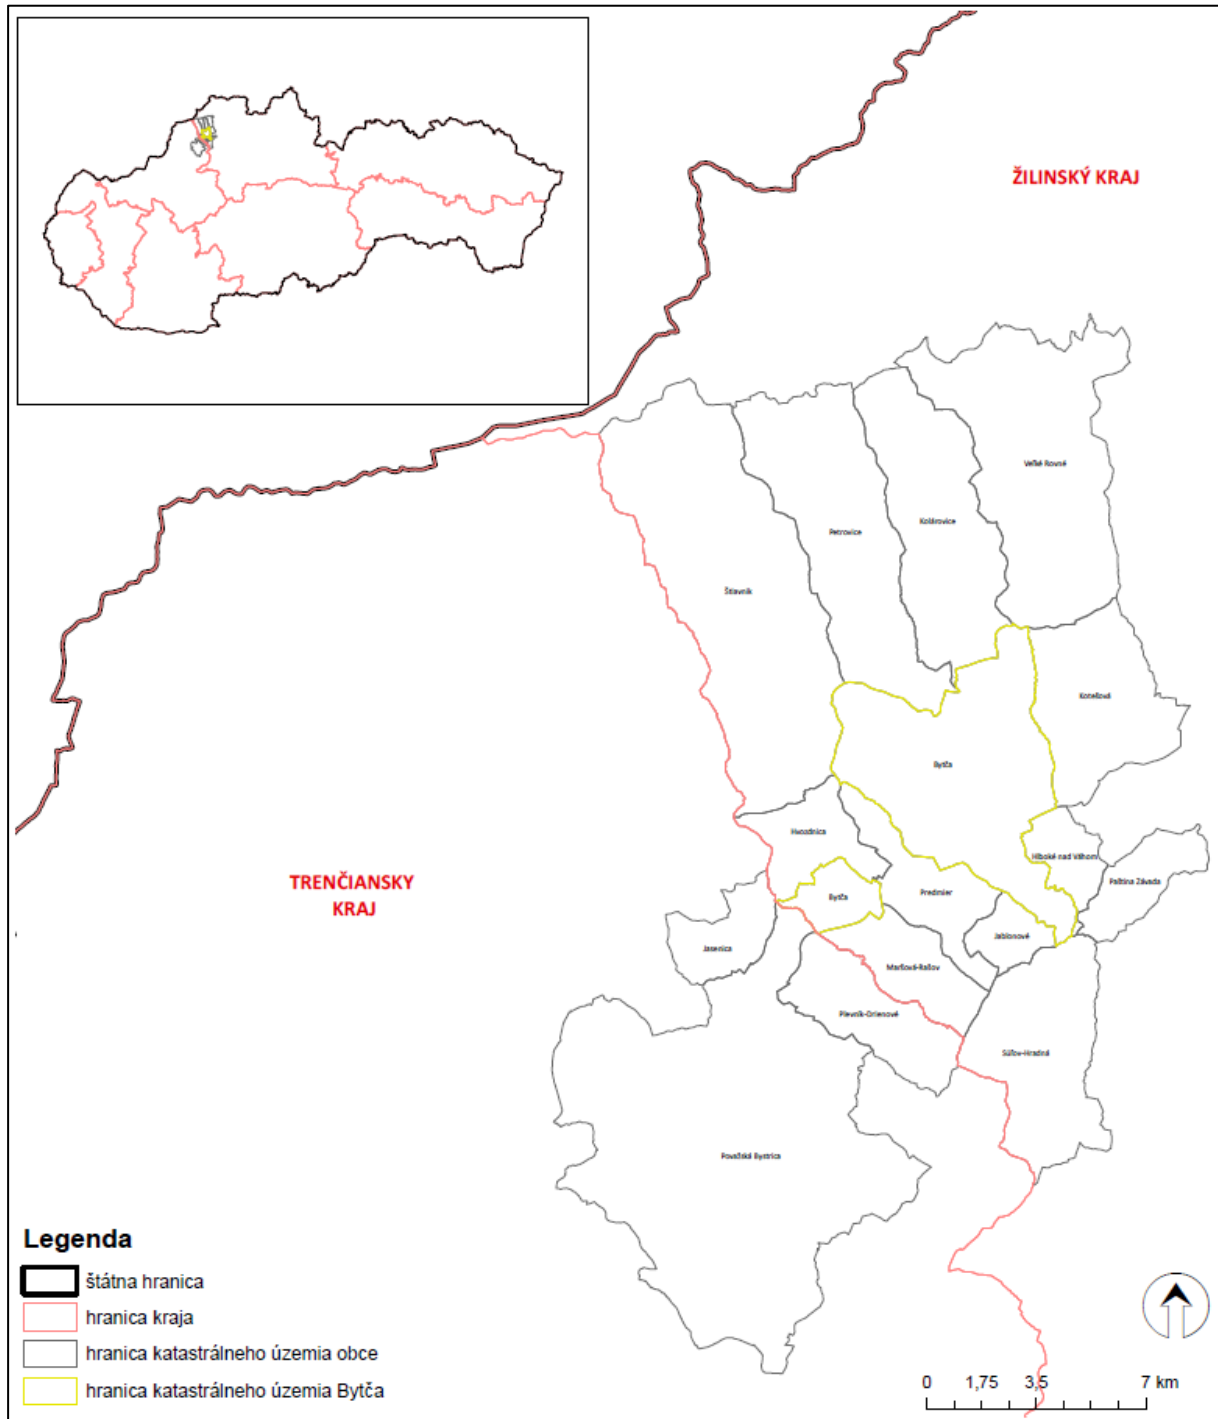 ŽILINSKÝ KRAJ
Veľké Rovné
Kolárovice
Petrovice
Štiavnik
Kotešová
Bytča
Hvozdnica
Hlboké nad Váhom
Paština Závada
Bytča
Predmier
TRENČIANSKY
KRAJ
Jablonové
Jasenica
Maršová-Rašov
Plevník-Drienové
Súľov-Hradná
Považská Bystrica
Legenda
štátna hranica
hranica kraja
hranica katastrálneho územia obce
hranica katastrálneho územia Bytča
0 1,75 3,5 7 km